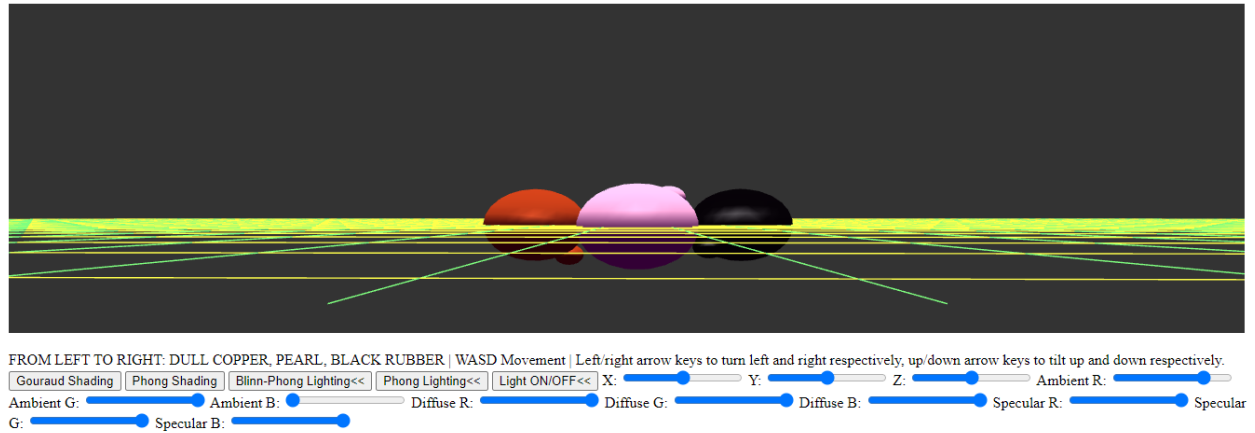 FROM LEFT TO RIGHT: DULL COPPER, PEARL, BLACK RUBBER | WASD Movement | Left/right arrow keys to turn left and right respectively, up/down arrow keys to tilt up and down respectively.
Gouraud Shading Phong Shading Blinn-Phong Lighting<< Phong Lighting<< Light ON/OFF<< X: Y: Z: Ambient R:
Ambient G: Ambient B: Diffuse R: Diffuse G: Diffuse B: Specular R: Specular
G: Specular B: